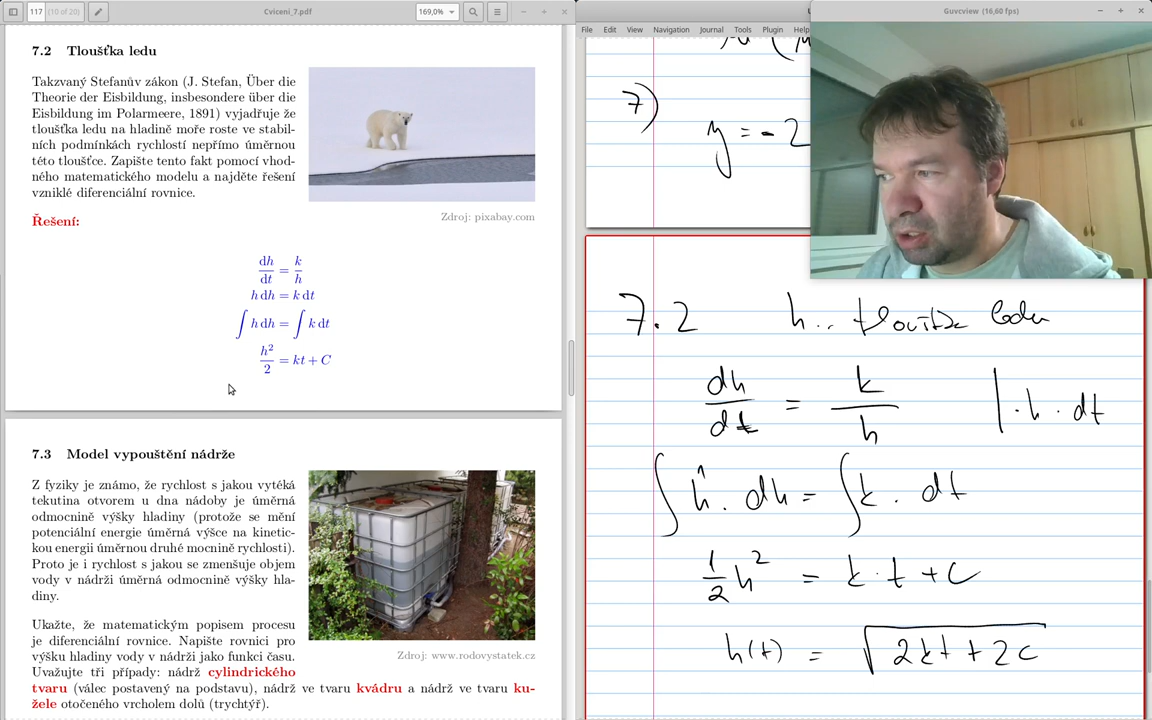 117 (10 of 20)
Cviceni_7.pdf
169,0%
7.2 Tloušťka ledu
Takzvaný Stefanův zákon (J. Stefan, Über die
Theorie der Eisbildung, insbesondere über die
Eisbildung im Polarmeere, 1891) vyjadřuje že
tloušťka ledu na hladině moře roste ve stabil-
ních podmínkách rychlostí nepřímo úměrnou
této tloušťce. Zapište tento fakt pomocí vhod-
ného matematického modelu a najděte řešení
vzniklé diferenciální rovnice.
Zdroj: pixabay.com
Řešení:
dh/dt = k/h
h dh = k dt
∫ h dh = ∫ k dt
h²/2 = kt + C
7.3 Model vypouštění nádrže
Z fyziky je známo, že rychlost s jakou vytéká
tekutina otvorem u dna nádoby je úměrná
odmocnině výšky hladiny (protože se mění
potenciální energie úměrná výšce na kinetic-
kou energii úměrnou druhé mocnině rychlosti).
Proto je i rychlost s jakou se zmenšuje objem
vody v nádrži úměrná odmocnině výšky hla-
diny.
Ukažte, že matematickým popisem procesu
je diferenciální rovnice. Napište rovnici pro
výšku hladiny vody v nádrži jako funkci času.
Zdroj: www.rodovystatek.cz
Uvažujte tři případy: nádrž cylindrického
tvaru (válec postavený na podstavu), nádrž ve tvaru kvádru a nádrž ve tvaru ku-
žele otočeného vrcholem dolů (trychtýř).
File Edit View Navigation Journal Tools Plugin Help
Guvcview (16,60 fps)
7)
y = -2
7.2 h.. tloušťka ledu
dh/dt = k/h | · h · dt
∫ h¹ · dh = ∫ k · dt
1/2 h² = k · t + C
h(t) = √(2kt + 2C)